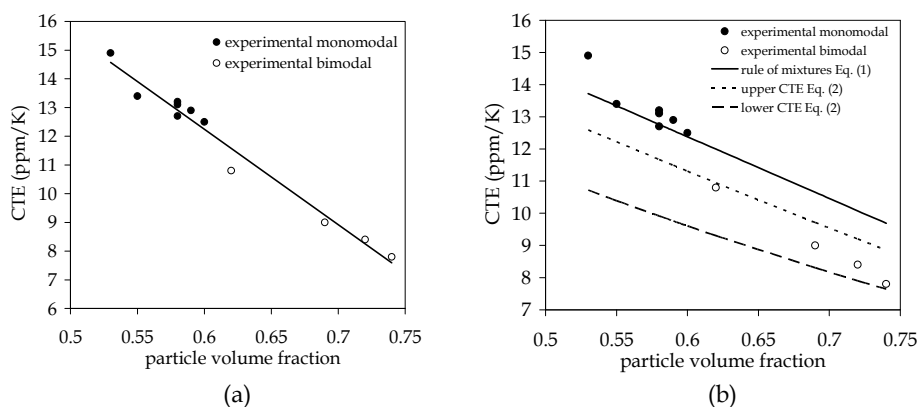 16
15
14
13
12
11
10
9
8
7
6
CTE (ppm/K)
experimental monomodal
experimental bimodal
0.5 0.55 0.6 0.65 0.7 0.75
particle volume fraction
(a)
16
15
14
13
12
11
10
9
8
7
CTE (ppm/K)
experimental monomodal
experimental bimodal
rule of mixtures Eq. (1)
upper CTE Eq. (2)
lower CTE Eq. (2)
0.5 0.55 0.6 0.65 0.7 0.75
particle volume fraction
(b)